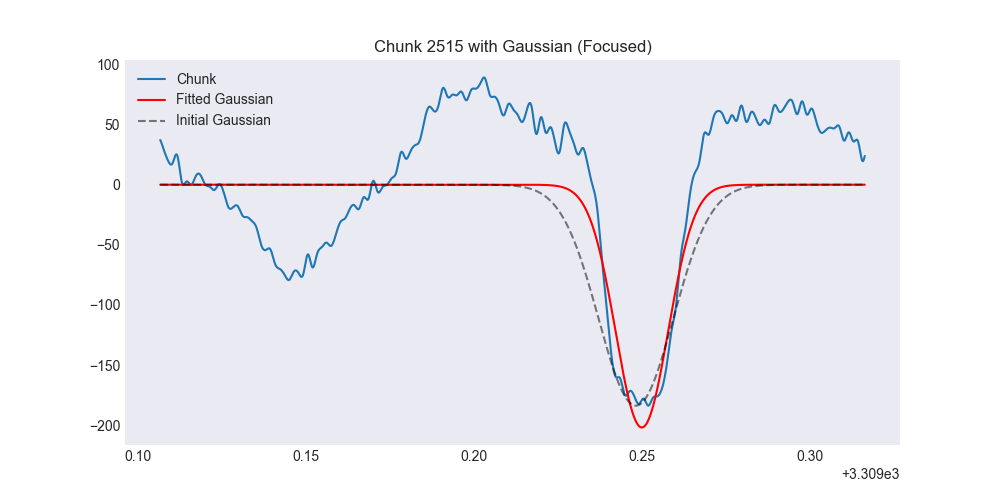 Chunk 2515 with Gaussian (Focused)
100
50
0
−50
−100
−150
−200
Chunk
Fitted Gaussian
Initial Gaussian
0.10 0.15 0.20 0.25 0.30
+3.309e3